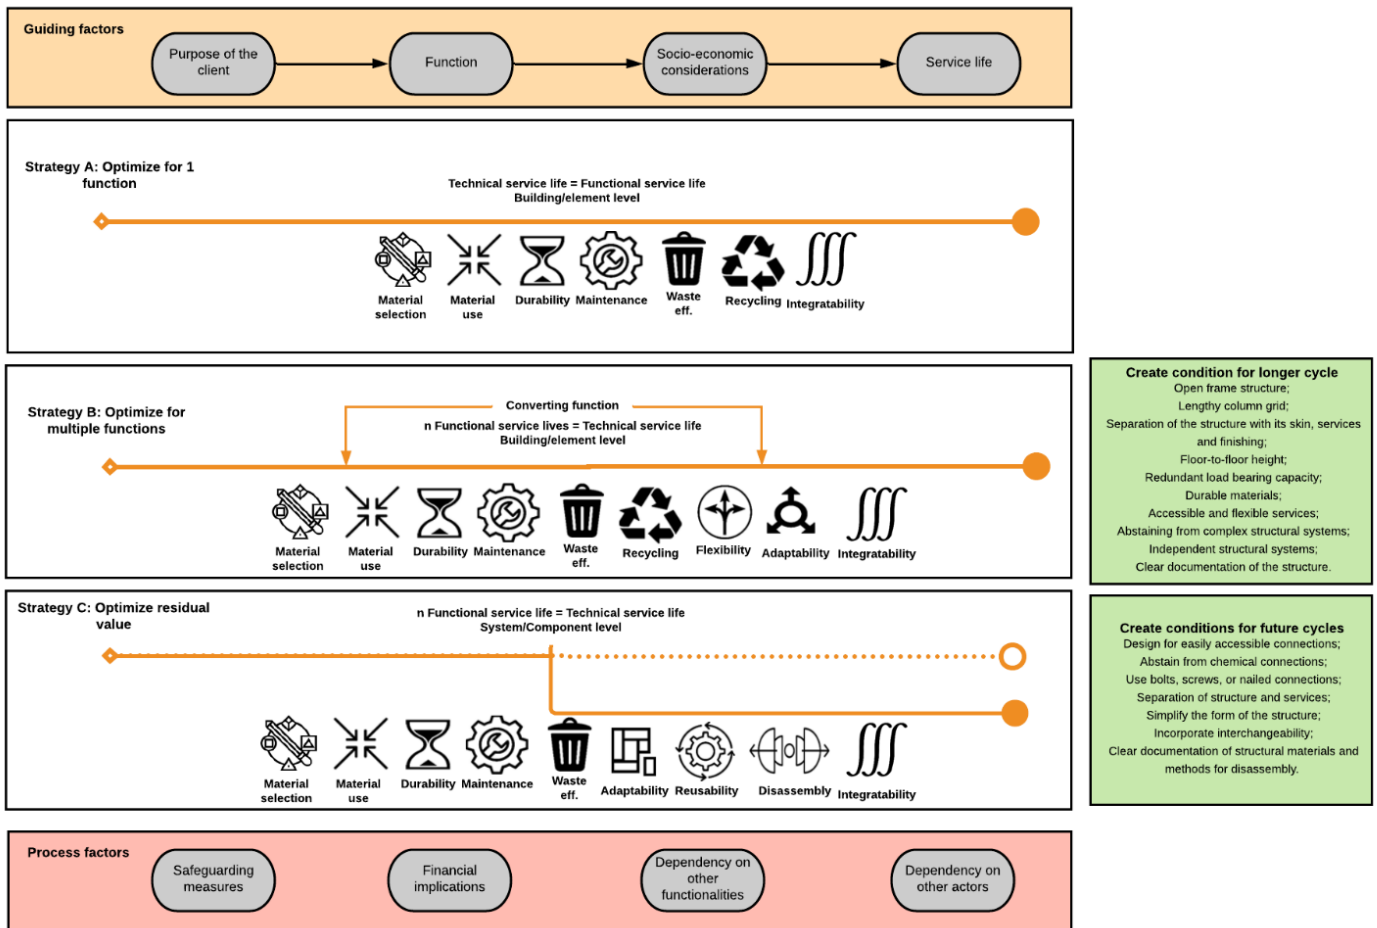 Guiding factors
Purpose of the
client
Function
Socio-economic
considerations
Service life
Strategy A: Optimize for 1
function
Technical service life = Functional service life
Building/element level
Material
selection
Material
use
Durability
Maintenance
Waste
eff.
Recycling
Integratability
Strategy B: Optimize for
multiple functions
Converting function
n Functional service lives = Technical service life
Building/element level
Material
selection
Material
use
Durability
Maintenance
Waste
eff.
Recycling
Flexibility
Adaptability
Integratability
Create condition for longer cycle
Open frame structure;
Lengthy column grid;
Separation of the structure with its skin, services
and finishing;
Floor-to-floor height;
Redundant load bearing capacity;
Durable materials;
Accessible and flexible services;
Abstaining from complex structural systems;
Independent structural systems;
Clear documentation of the structure.
Strategy C: Optimize residual
value
n Functional service life = Technical service life
System/Component level
Material
selection
Material
use
Durability
Maintenance
Waste
eff.
Adaptability
Reusability
Disassembly
Integratability
Create conditions for future cycles
Design for easily accessible connections;
Abstain from chemical connections;
Use bolts, screws, or nailed connections;
Separation of structure and services;
Simplify the form of the structure;
Incorporate interchangeability;
Clear documentation of structural materials and
methods for disassembly.
Process factors
Safeguarding
measures
Financial
implications
Dependency on
other
functionalities
Dependency on
other actors